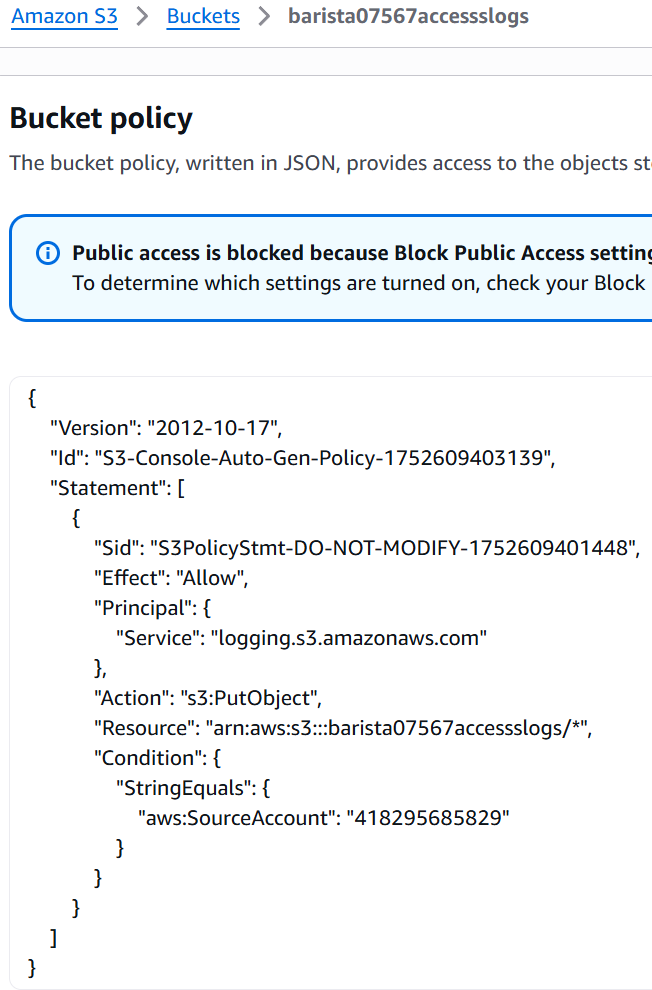 Amazon S3 > Buckets > barista07567accessslogs
Bucket policy
The bucket policy, written in JSON, provides access to the objects
Public access is blocked because Block Public Access
To determine which settings are turned on, check your Block
{
"Version": "2012-10-17",
"Id": "S3-Console-Auto-Gen-Policy-1752609403139",
"Statement": [
{
"Sid": "S3PolicyStmt-DO-NOT-MODIFY-1752609401448",
"Effect": "Allow",
"Principal": {
"Service": "logging.s3.amazonaws.com"
},
"Action": "s3:PutObject",
"Resource": "arn:aws:s3:::barista07567accessslogs/*",
"Condition": {
"StringEquals": {
"aws:SourceAccount": "418295685829"
}
}
}
]
}